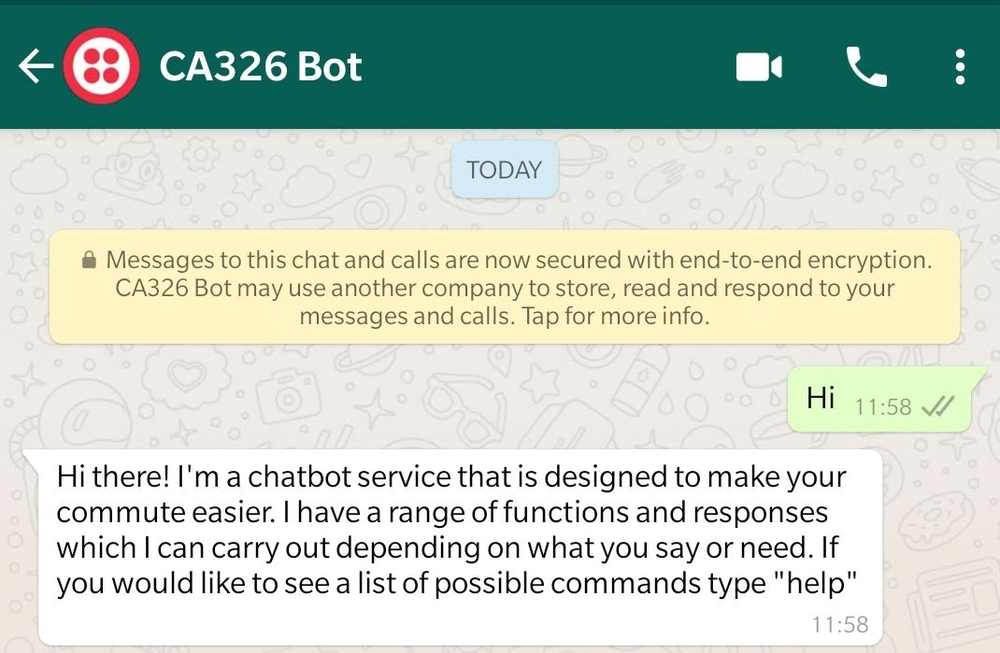 CA326 Bot
TODAY
Messages to this chat and calls are now secured with end-to-end encryption.
CA326 Bot may use another company to store, read and respond to your
messages and calls. Tap for more info.
Hi 11:58
Hi there! I'm a chatbot service that is designed to make your
commute easier. I have a range of functions and responses
which I can carry out depending on what you say or need. If
you would like to see a list of possible commands type "help"
11:58